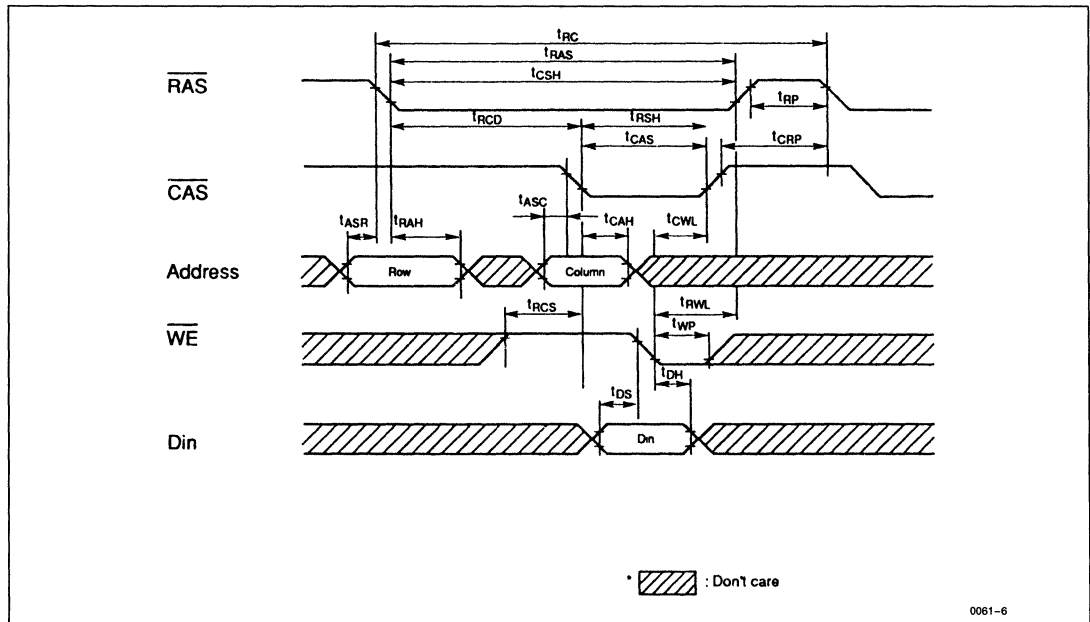 tRC
tRAS
tCSH
RAS
tRP
tRCD
tRSH
tCAS
tCRP
CAS
tASC
tASR
tRAH
tCAH
tCWL
Address
Row
Column
tRCS
tRWL
WE
tWP
tDH
tDS
Din
Din
* : Don't care
0061-6